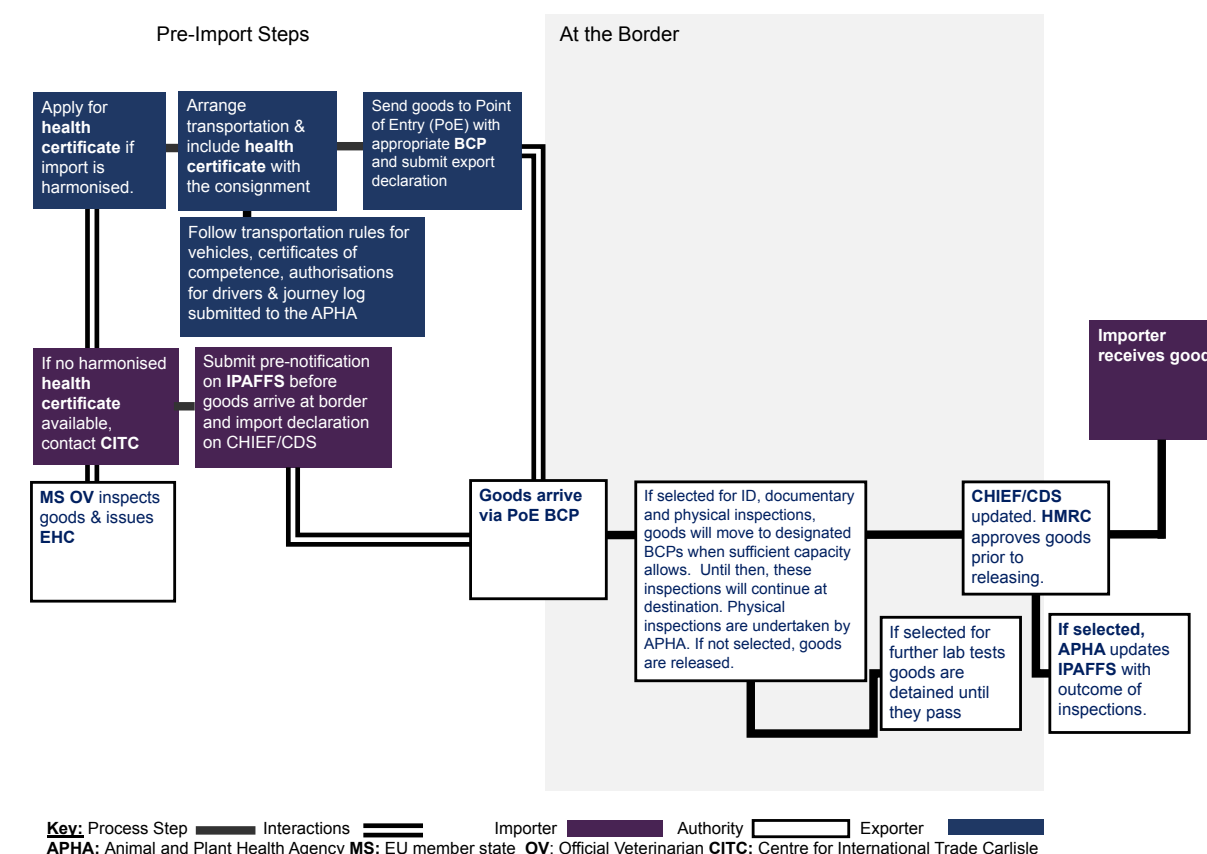 Pre-Import Steps
At the Border
Apply for
health
certificate if
import is
harmonised.
Arrange
transportation &
include health
certificate with
the consignment
Send goods to Point
of Entry (PoE) with
appropriate BCP
and submit export
declaration
Follow transportation rules for
vehicles, certificates of
competence, authorisations
for drivers & journey log
submitted to the APHA
If no harmonised
health
certificate
available,
contact CITC
Submit pre-notification
on IPAFFS before
goods arrive at border
and import declaration
on CHIEF/CDS
Importer
receives good
MS OV inspects
goods & issues
EHC
Goods arrive
via PoE BCP
If selected for ID, documentary
and physical inspections,
goods will move to designated
BCPs when sufficient capacity
allows. Until then, these
inspections will continue at
destination. Physical
inspections are undertaken by
APHA. If not selected, goods
are released.
CHIEF/CDS
updated. HMRC
approves goods
prior to
releasing.
If selected for
further lab tests
goods are
detained until
they pass
If selected,
APHA updates
IPAFFS with
outcome of
inspections.
Key: Process Step Interactions Importer Authority Exporter
APHA: Animal and Plant Health Agency MS: EU member state OV: Official Veterinarian CITC: Centre for International Trade Carlisle